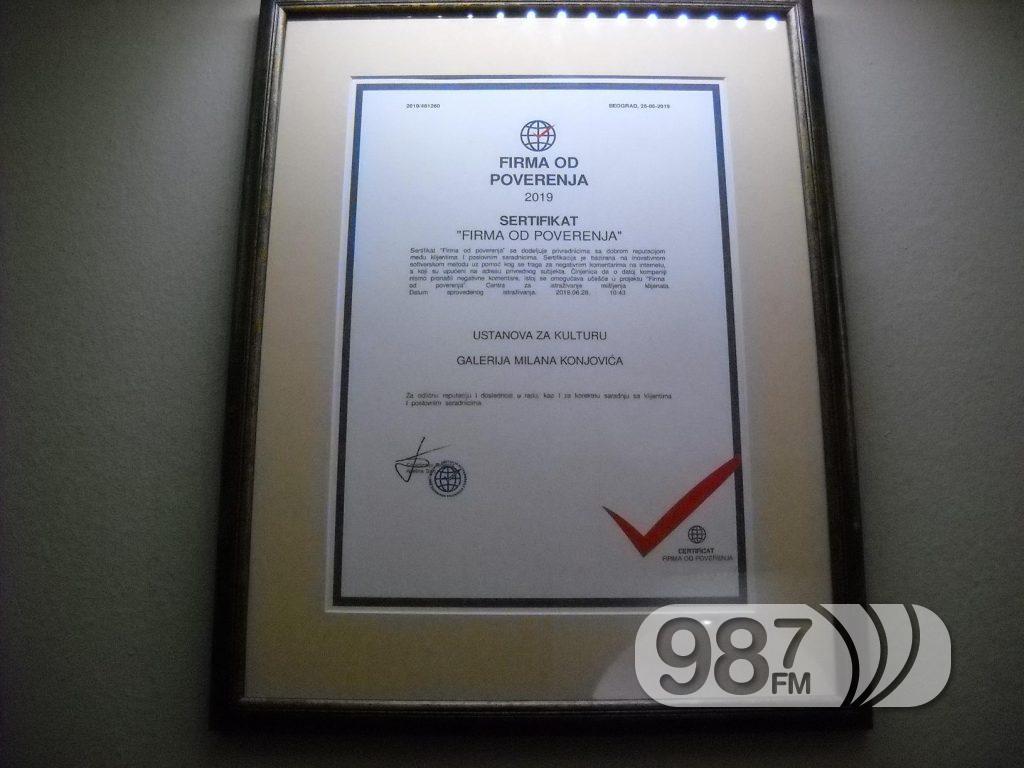 2019/461260
BEOGRAD, 28-06-2019
FIRMA OD
POVERENJA
2019
SERTIFIKAT
"FIRMA OD POVERENJA"
Sertifikat "Firma od poverenja" se dodeljuje privrednicima sa dobrom reputacijom
među klijentima i poslovnim saradnicima. Sertifikacija je bazirana na inovativnom
softverskom metodu uz pomoć kog se traga za negativnim komentarima na internetu,
a koji su upućeni na adresu privrednog subjekta. Činjenica da o datoj kompaniji
nismo pronašli negativne komentare, istoj se omogućava učešće u projektu "Firma
od poverenja" Centra za istraživanje mišljenja klijenata.
Datum sprovedenog istraživanja: 2019.06.28. 10:43
USTANOVA ZA KULTURU
GALERIJA MILANA KONJOVIĆA
Za odličnu reputaciju i doslednost u radu, kao i za korektnu saradnju sa klijentima
i poslovnim saradnicima.
CERTIFICAT
FIRMA OD POVERENJA
987
FM